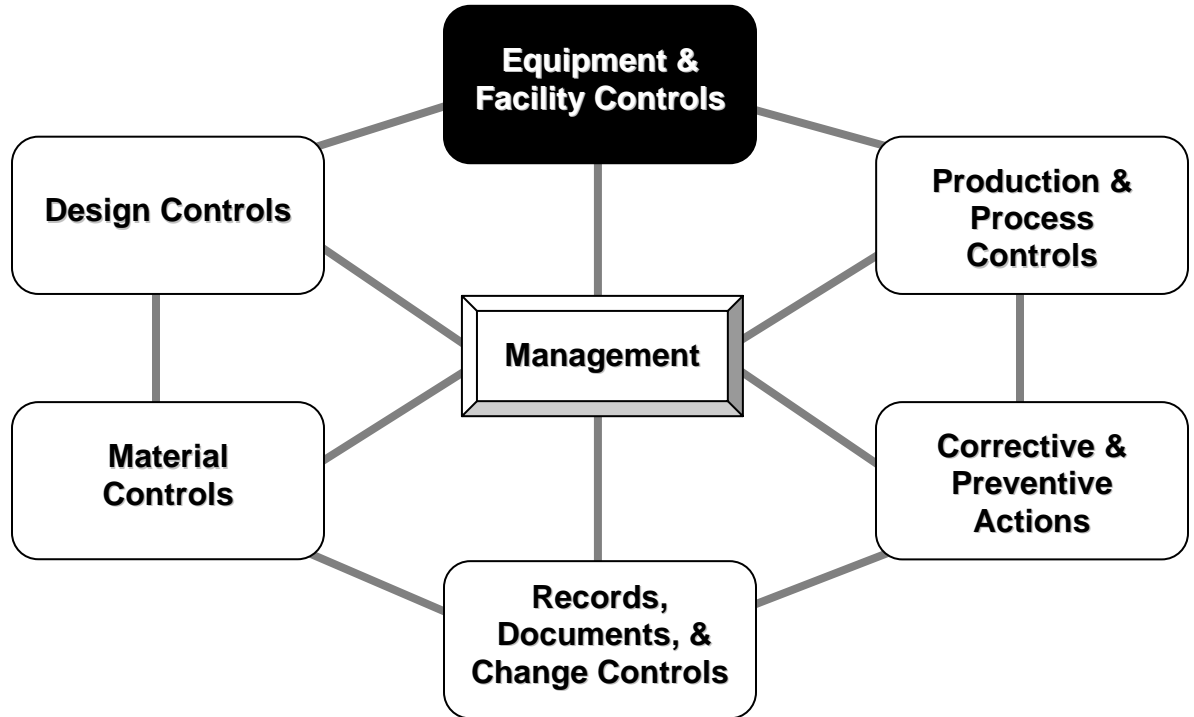 Equipment &
Facility Controls
Design Controls
Production &
Process
Controls
Management
Material
Controls
Corrective &
Preventive
Actions
Records,
Documents, &
Change Controls